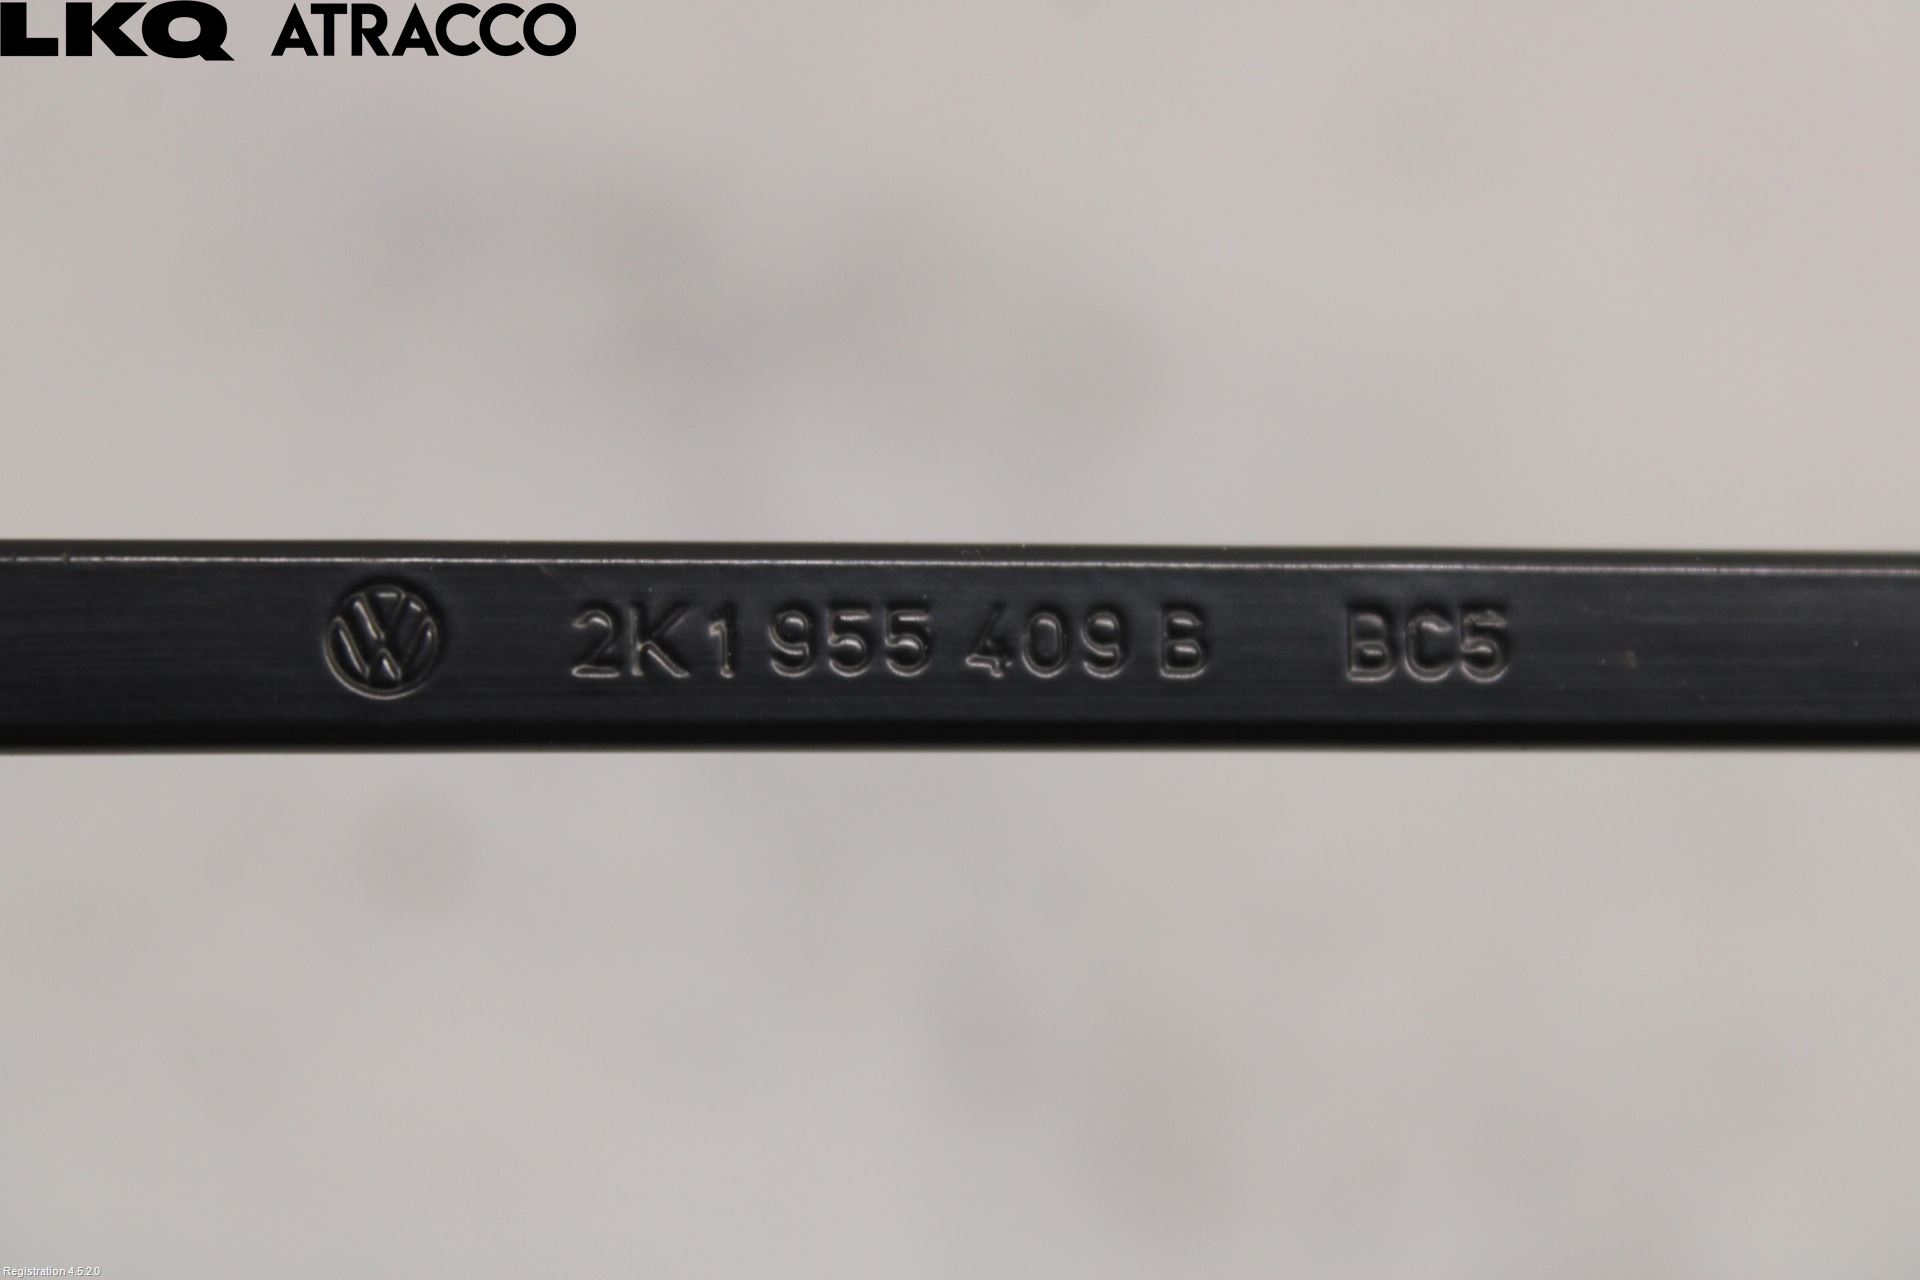 LKQ ATRACCO
2K1 955 409 B BC5
Registration 4.5.2.0